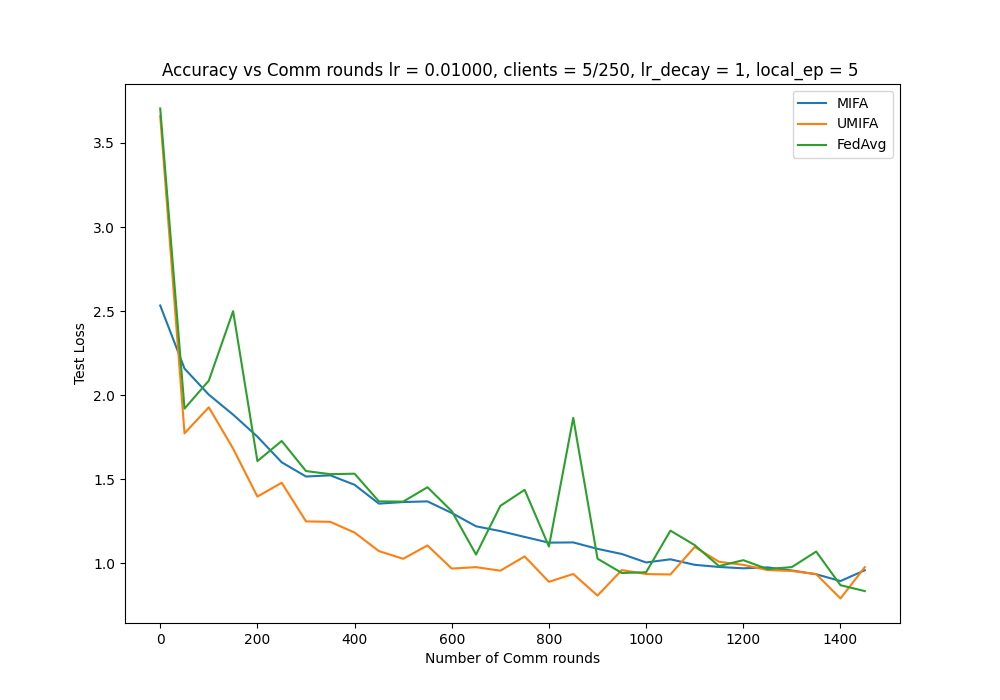 Accuracy vs Comm rounds lr = 0.01000, clients = 5/250, lr_decay = 1, local_ep = 5
MIFA
UMIFA
FedAvg
3.5
3.0
2.5
2.0
1.5
1.0
Test Loss
0 200 400 600 800 1000 1200 1400
Number of Comm rounds